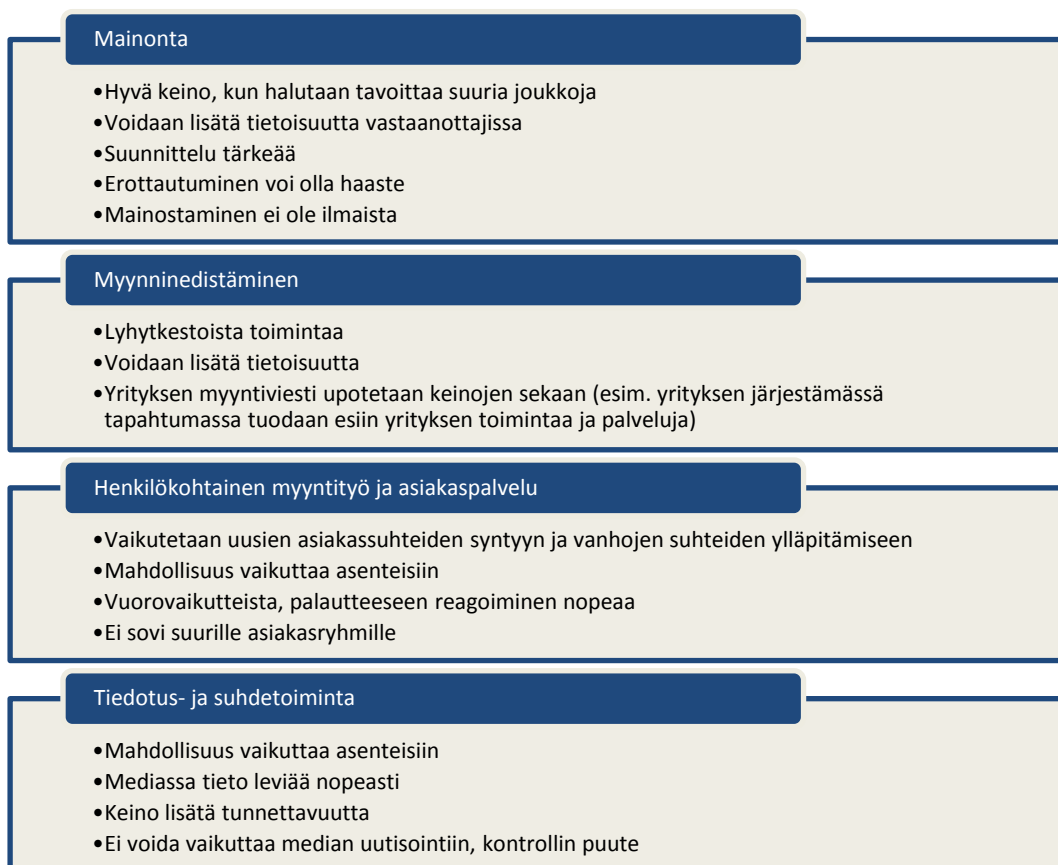 Mainonta
•Hyvä keino, kun halutaan tavoittaa suuria joukkoja
•Voidaan lisätä tietoisuutta vastaanottajissa
•Suunnittelu tärkeää
•Erottautuminen voi olla haaste
•Mainostaminen ei ole ilmaista
Myynninedistäminen
•Lyhytkestoista toimintaa
•Voidaan lisätä tietoisuutta
•Yrityksen myyntiviesti upotetaan keinojen sekaan (esim. yrityksen järjestämässä
tapahtumassa tuodaan esiin yrityksen toimintaa ja palveluja)
Henkilökohtainen myyntityö ja asiakaspalvelu
•Vaikutetaan uusien asiakassuhteiden syntyyn ja vanhojen suhteiden ylläpitämiseen
•Mahdollisuus vaikuttaa asenteisiin
•Vuorovaikutteista, palautteeseen reagoiminen nopeaa
•Ei sovi suurille asiakasryhmille
Tiedotus- ja suhdetoiminta
•Mahdollisuus vaikuttaa asenteisiin
•Mediassa tieto leviää nopeasti
•Keino lisätä tunnettavuutta
•Ei voida vaikuttaa median uutisointiin, kontrollin puute